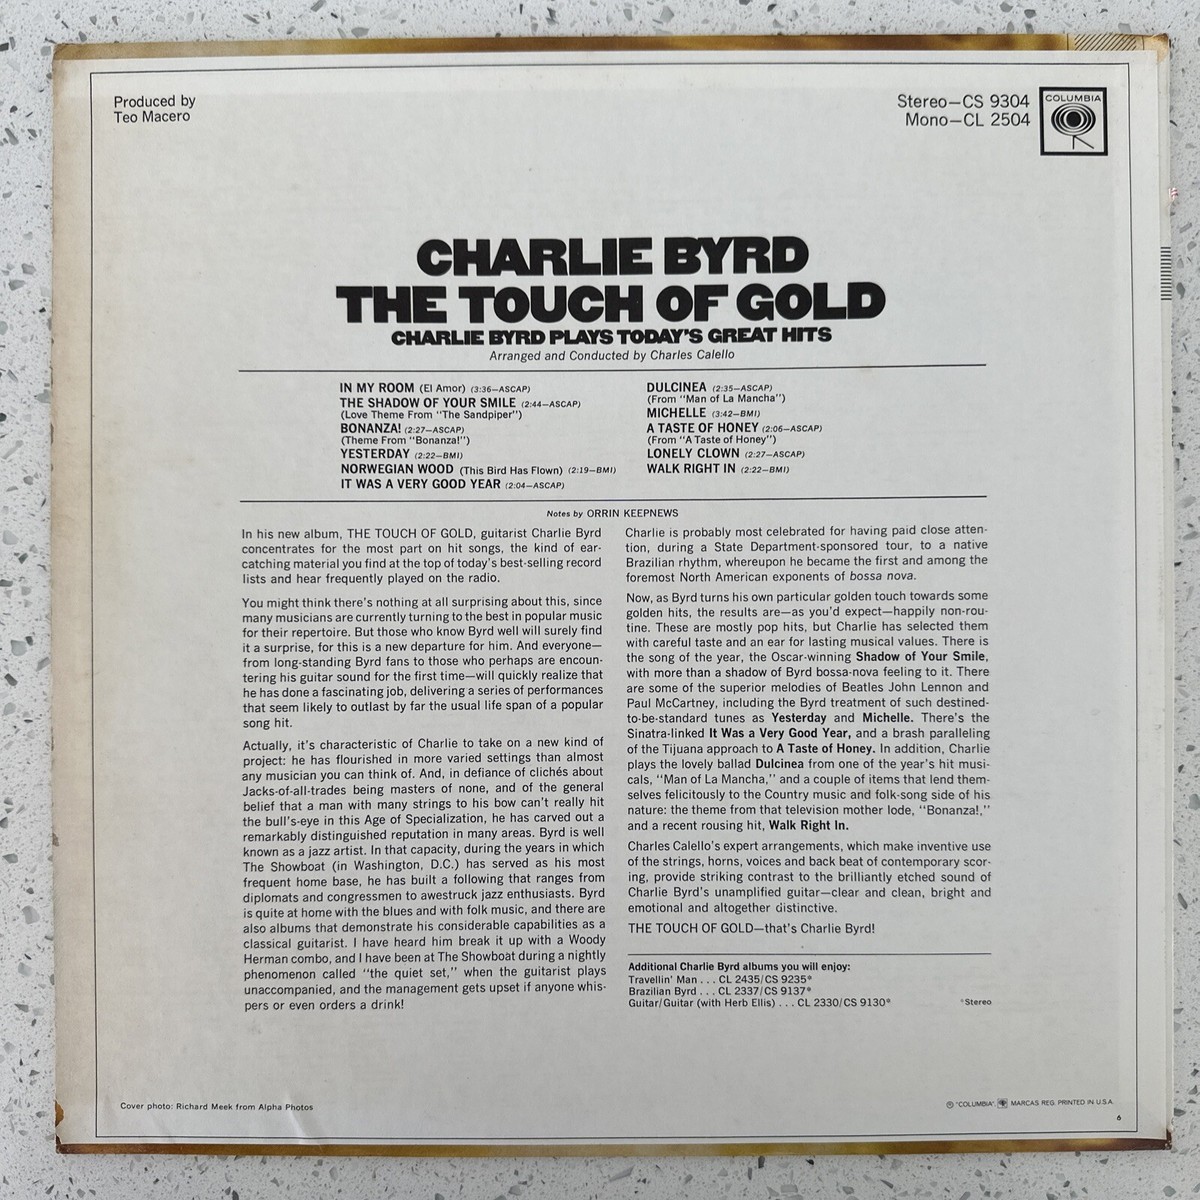 Produced by
Teo Macero
Stereo—CS 9304
Mono—CL 2504
COLUMBIA
CHARLIE BYRD
THE TOUCH OF GOLD
CHARLIE BYRD PLAYS TODAY'S GREAT HITS
Arranged and Conducted by Charles Calello
IN MY ROOM (El Amor) (3:36—ASCAP)
THE SHADOW OF YOUR SMILE (2:44—ASCAP)
(Love Theme From "The Sandpiper")
BONANZA! (2:27—ASCAP)
(Theme From "Bonanza!")
YESTERDAY (2:22—BMI)
NORWEGIAN WOOD (This Bird Has Flown) (2:19—BMI)
IT WAS A VERY GOOD YEAR (2:04—ASCAP)
DULCINEA (2:35—ASCAP)
(From "Man of La Mancha")
MICHELLE (3:42—BMI)
A TASTE OF HONEY (2:06—ASCAP)
(From "A Taste of Honey")
LONELY CLOWN (2:27—ASCAP)
WALK RIGHT IN (2:22—BMI)
Notes by ORRIN KEEPNEWS
In his new album, THE TOUCH OF GOLD, guitarist Charlie Byrd
concentrates for the most part on hit songs, the kind of ear-
catching material you find at the top of today's best-selling record
lists and hear frequently played on the radio.
You might think there's nothing at all surprising about this, since
many musicians are currently turning to the best in popular music
for their repertoire. But those who know Byrd well will surely find
it a surprise, for this is a new departure for him. And everyone—
from long-standing Byrd fans to those who perhaps are encoun-
tering his guitar sound for the first time—will quickly realize that
he has done a fascinating job, delivering a series of performances
that seem likely to outlast by far the usual life span of a popular
song hit.
Actually, it's characteristic of Charlie to take on a new kind of
project: he has flourished in more varied settings than almost
any musician you can think of. And, in defiance of clichés about
Jacks-of-all-trades being masters of none, and of the general
belief that a man with many strings to his bow can't really hit
the bull's-eye in this Age of Specialization, he has carved out a
remarkably distinguished reputation in many areas. Byrd is well
known as a jazz artist. In that capacity, during the years in which
The Showboat (in Washington, D.C.) has served as his most
frequent home base, he has built a following that ranges from
diplomats and congressmen to awestruck jazz enthusiasts. Byrd
is quite at home with the blues and with folk music, and there are
also albums that demonstrate his considerable capabilities as a
classical guitarist. I have heard him break it up with a Woody
Herman combo, and I have been at The Showboat during a nightly
phenomenon called "the quiet set," when the guitarist plays
unaccompanied, and the management gets upset if anyone whis-
pers or even orders a drink!
Charlie is probably most celebrated for having paid close atten-
tion, during a State Department-sponsored tour, to a native
Brazilian rhythm, whereupon he became the first and among the
foremost North American exponents of bossa nova.
Now, as Byrd turns his own particular golden touch towards some
golden hits, the results are—as you'd expect—happily non-rou-
tine. These are mostly pop hits, but Charlie has selected them
with careful taste and an ear for lasting musical values. There is
the song of the year, the Oscar-winning Shadow of Your Smile,
with more than a shadow of Byrd bossa-nova feeling to it. There
are some of the superior melodies of Beatles John Lennon and
Paul McCartney, including the Byrd treatment of such destined-
to-be-standard tunes as Yesterday and Michelle. There's the
Sinatra-linked It Was a Very Good Year, and a brash paralleling
of the Tijuana approach to A Taste of Honey. In addition, Charlie
plays the lovely ballad Dulcinea from one of the year's hit musi-
cals, "Man of La Mancha," and a couple of items that lend them-
selves felicitously to the Country music and folk-song side of his
nature: the theme from that television mother lode, "Bonanza!,"
and a recent rousing hit, Walk Right In.
Charles Calello's expert arrangements, which make inventive use
of the strings, horns, voices and back beat of contemporary scor-
ing, provide striking contrast to the brilliantly etched sound of
Charlie Byrd's unamplified guitar—clear and clean, bright and
emotional and altogether distinctive.
THE TOUCH OF GOLD—that's Charlie Byrd!
Additional Charlie Byrd albums you will enjoy:
Travellin' Man . . . CL 2435/CS 9235*
Brazilian Byrd . . . CL 2337/CS 9137*
Guitar/Guitar (with Herb Ellis) . . . CL 2330/CS 9130*
*Stereo
Cover photo: Richard Meek from Alpha Photos
Ⓟ "COLUMBIA", MARCAS REG. PRINTED IN U.S.A.
6